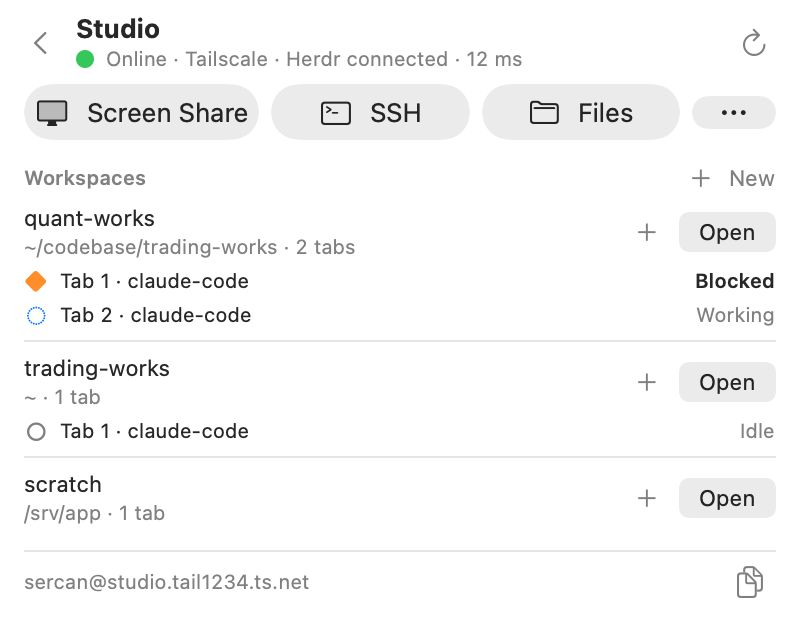 Studio
Online · Tailscale · Herdr connected · 12 ms
Screen Share
SSH
Files
Workspaces
New
quant-works
Open
~/codebase/trading-works · 2 tabs
Tab 1 · claude-code
Blocked
Tab 2 · claude-code
Working
trading-works
Open
~ · 1 tab
Tab 1 · claude-code
Idle
scratch
Open
/srv/app · 1 tab
sercan@studio.tail1234.ts.net